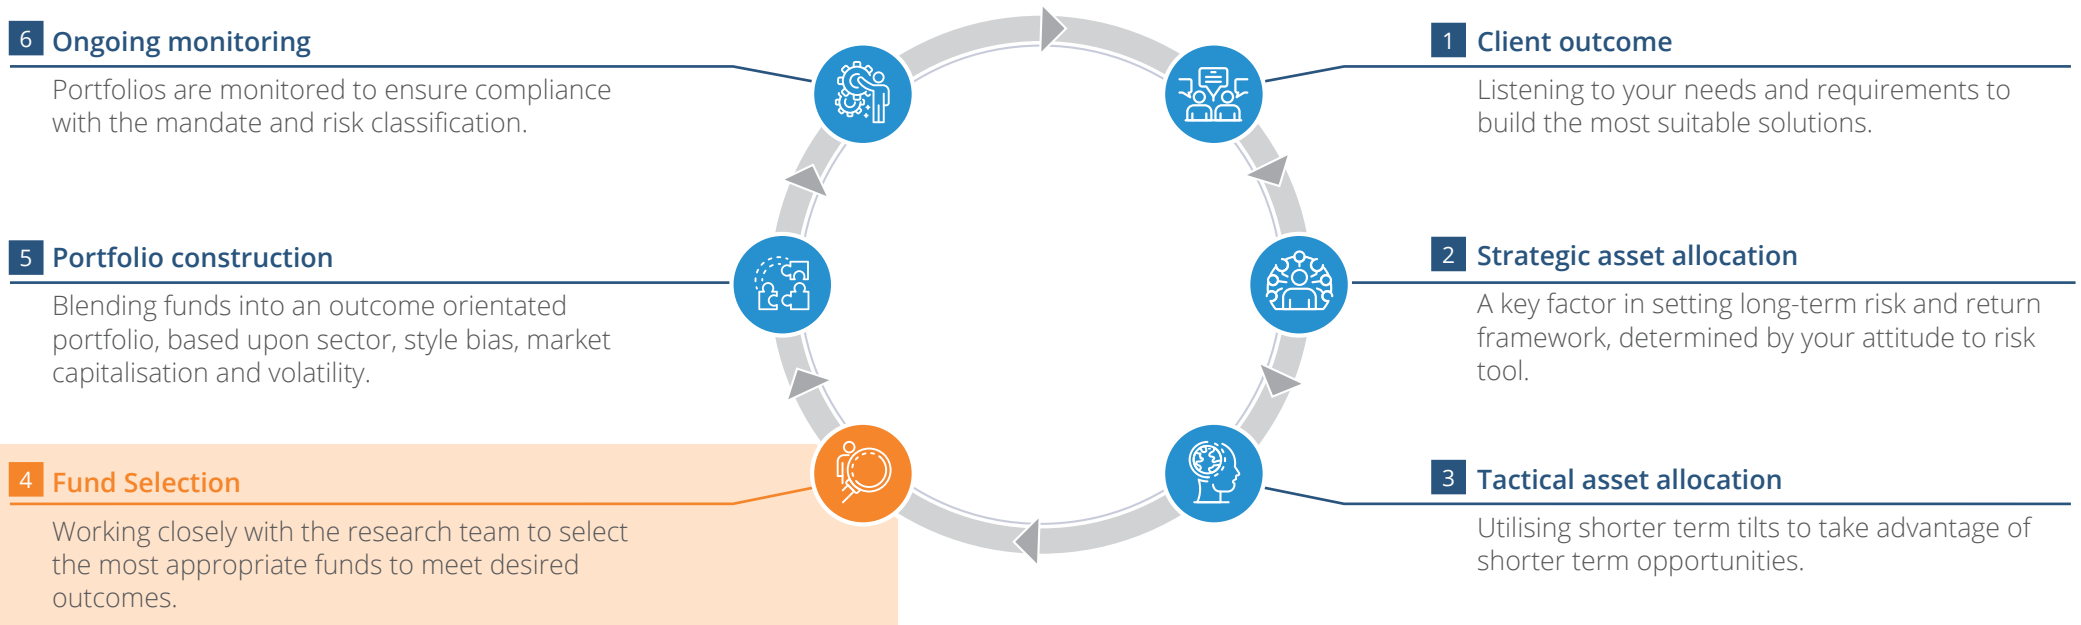 1 Client outcome
Listening to your needs and requirements to
build the most suitable solutions.
2 Strategic asset allocation
A key factor in setting long-term risk and return
framework, determined by your attitude to risk
tool.
3 Tactical asset allocation
Utilising shorter term tilts to take advantage of
shorter term opportunities.
4 Fund Selection
Working closely with the research team to select
the most appropriate funds to meet desired
outcomes.
5 Portfolio construction
Blending funds into an outcome orientated
portfolio, based upon sector, style bias, market
capitalisation and volatility.
6 Ongoing monitoring
Portfolios are monitored to ensure compliance
with the mandate and risk classification.